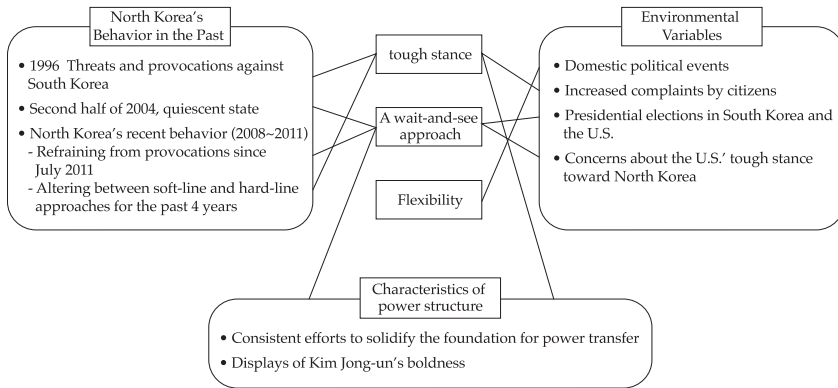 North Korea's
Behavior in the Past
• 1996 Threats and provocations against
South Korea
• Second half of 2004, quiescent state
• North Korea's recent behavior (2008~2011)
- Refraining from provocations since
July 2011
- Altering between soft-line and hard-line
approaches for the past 4 years
tough stance
A wait-and-see
approach
Flexibility
Environmental
Variables
• Domestic political events
• Increased complaints by citizens
• Presidential elections in South Korea and
the U.S.
• Concerns about the U.S.' tough stance
toward North Korea
Characteristics of
power structure
• Consistent efforts to solidify the foundation for power transfer
• Displays of Kim Jong-un's boldness